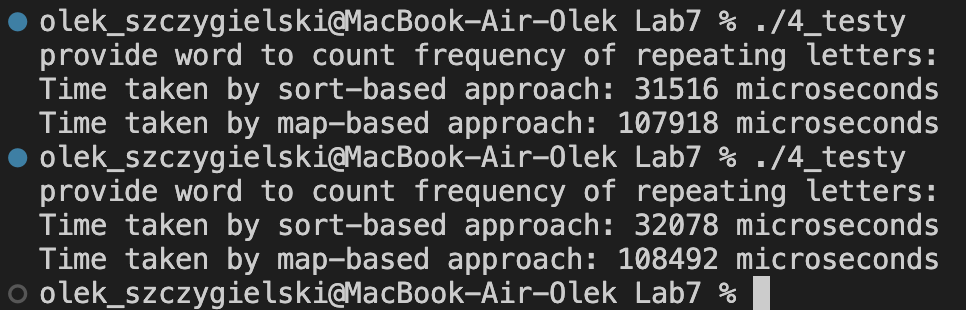 olek_szczygielski@MacBook-Air-Olek Lab7 % ./4_testy
provide word to count frequency of repeating letters:
Time taken by sort-based approach: 31516 microseconds
Time taken by map-based approach: 107918 microseconds
olek_szczygielski@MacBook-Air-Olek Lab7 % ./4_testy
provide word to count frequency of repeating letters:
Time taken by sort-based approach: 32078 microseconds
Time taken by map-based approach: 108492 microseconds
olek_szczygielski@MacBook-Air-Olek Lab7 %